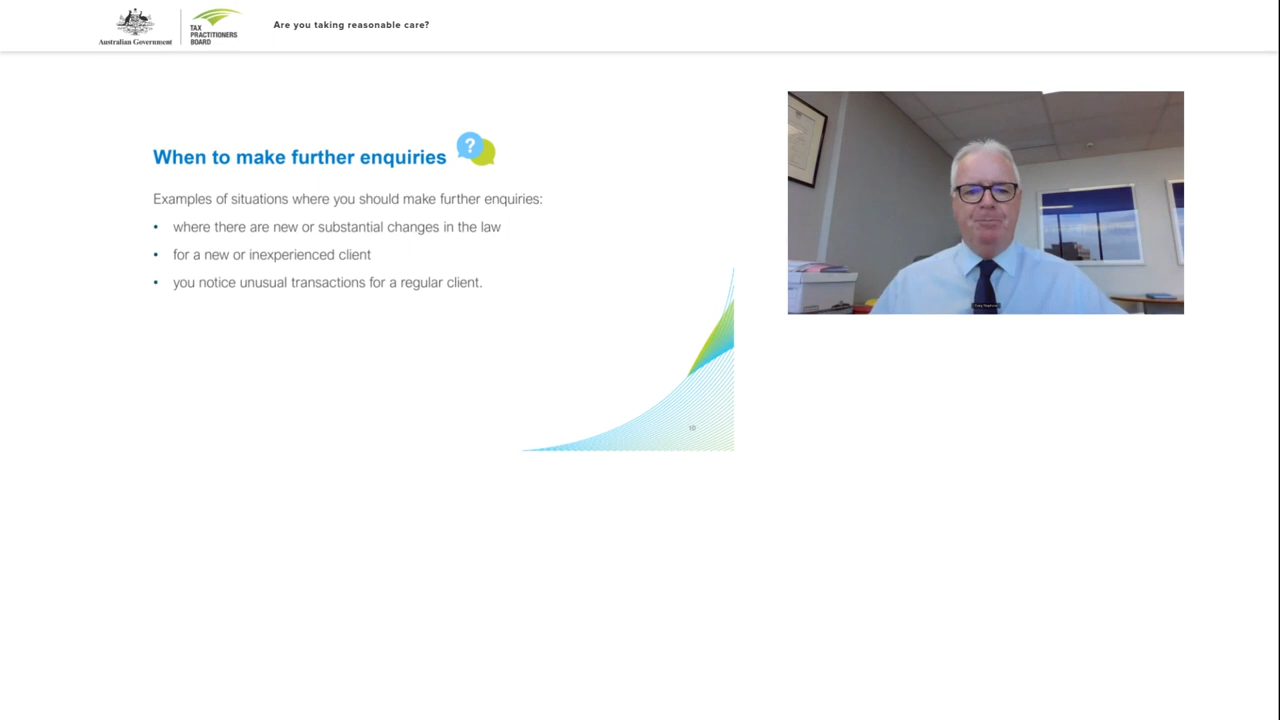 Australian Government
TAX
PRACTITIONERS
BOARD
Are you taking reasonable care?
When to make further enquiries
?
Examples of situations where you should make further enquiries:
• where there are new or substantial changes in the law
• for a new or inexperienced client
• you notice unusual transactions for a regular client.
10